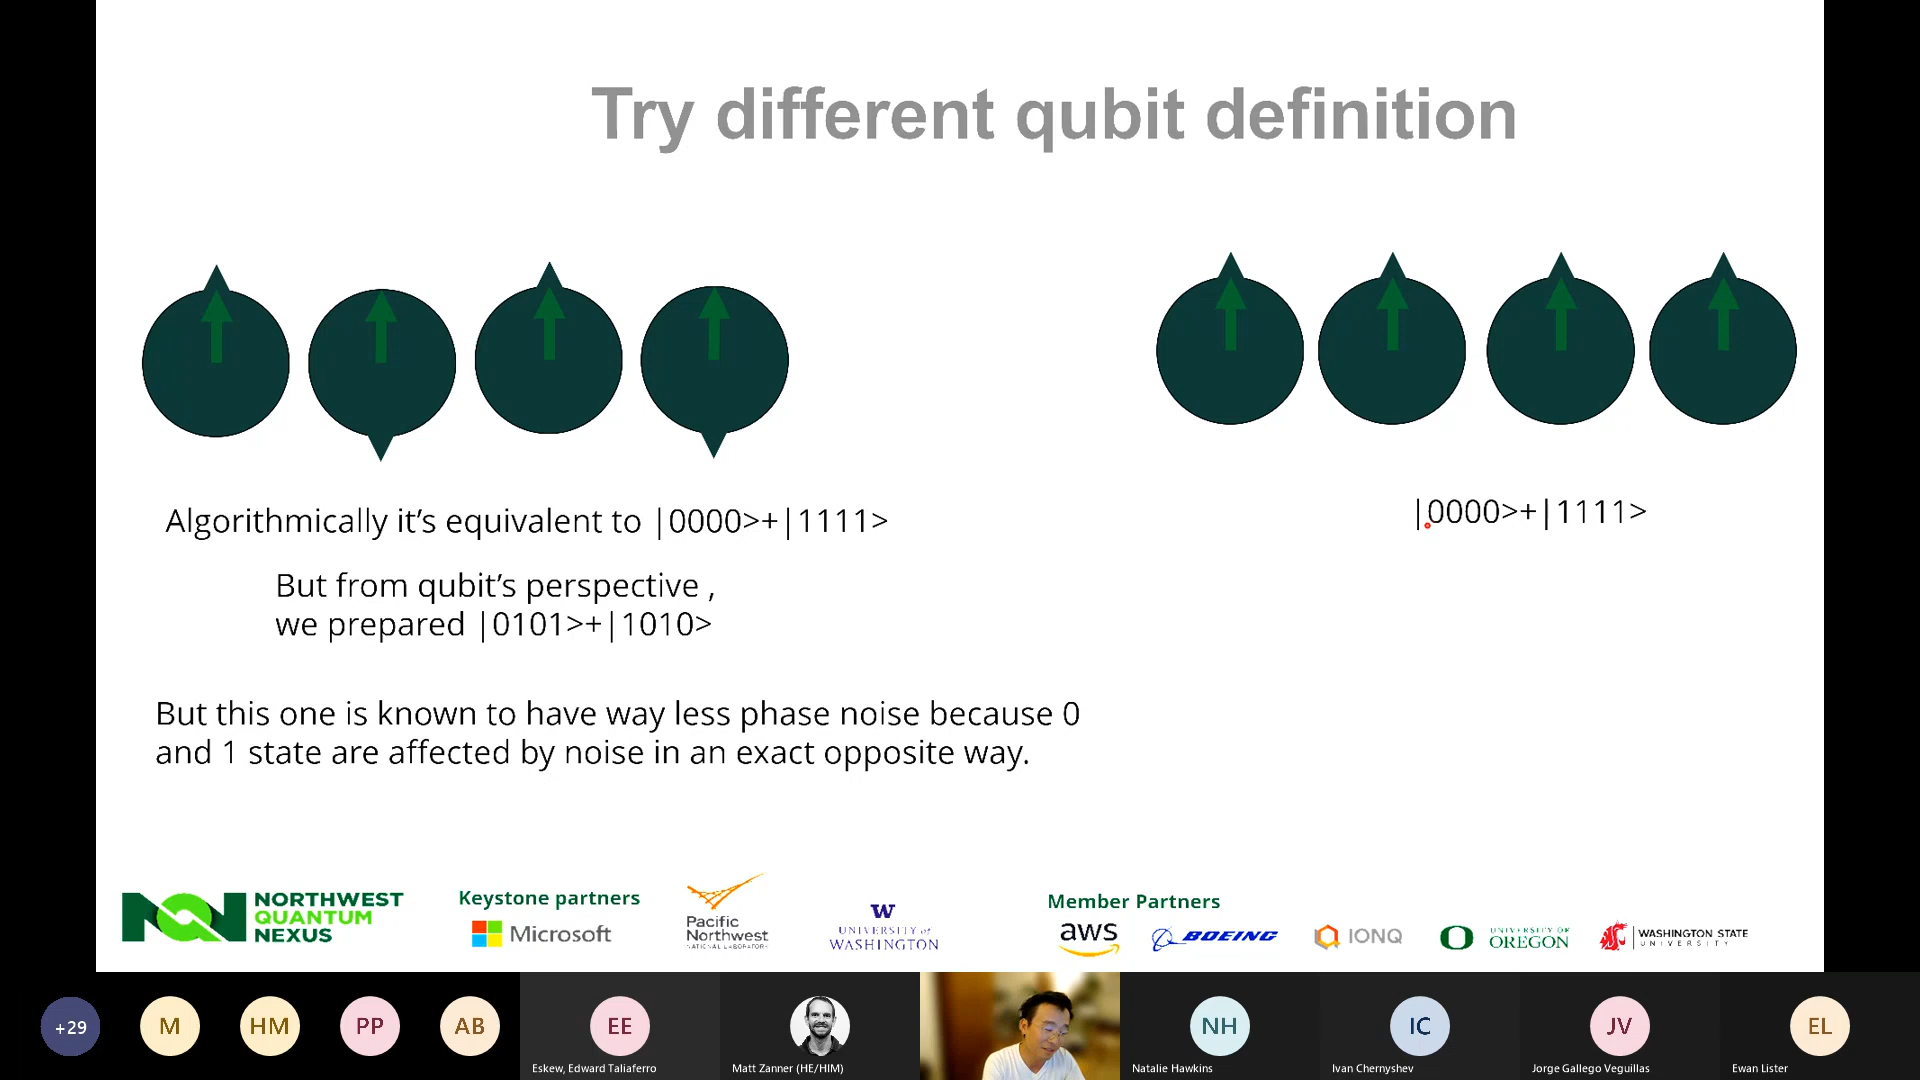 Try different qubit definition
Algorithmically it’s equivalent to |0000>+|1111>
|0000>+|1111>
But from qubit’s perspective ,
we prepared |0101>+|1010>
But this one is known to have way less phase noise because 0
and 1 state are affected by noise in an exact opposite way.
NORTHWEST
QUANTUM
NEXUS
Keystone partners
Microsoft
Pacific
Northwest
NATIONAL LABORATORY
W
UNIVERSITY of
WASHINGTON
Member Partners
aws
BOEING
IONQ
O
UNIVERSITY OF
OREGON
WASHINGTON STATE
UNIVERSITY
+29
M
HM
PP
AB
EE
Eskew, Edward Taliaferro
Matt Zanner (HE/HIM)
NH
Natalie Hawkins
IC
Ivan Chernyshev
JV
Jorge Gallego Veguillas
EL
Ewan Lister